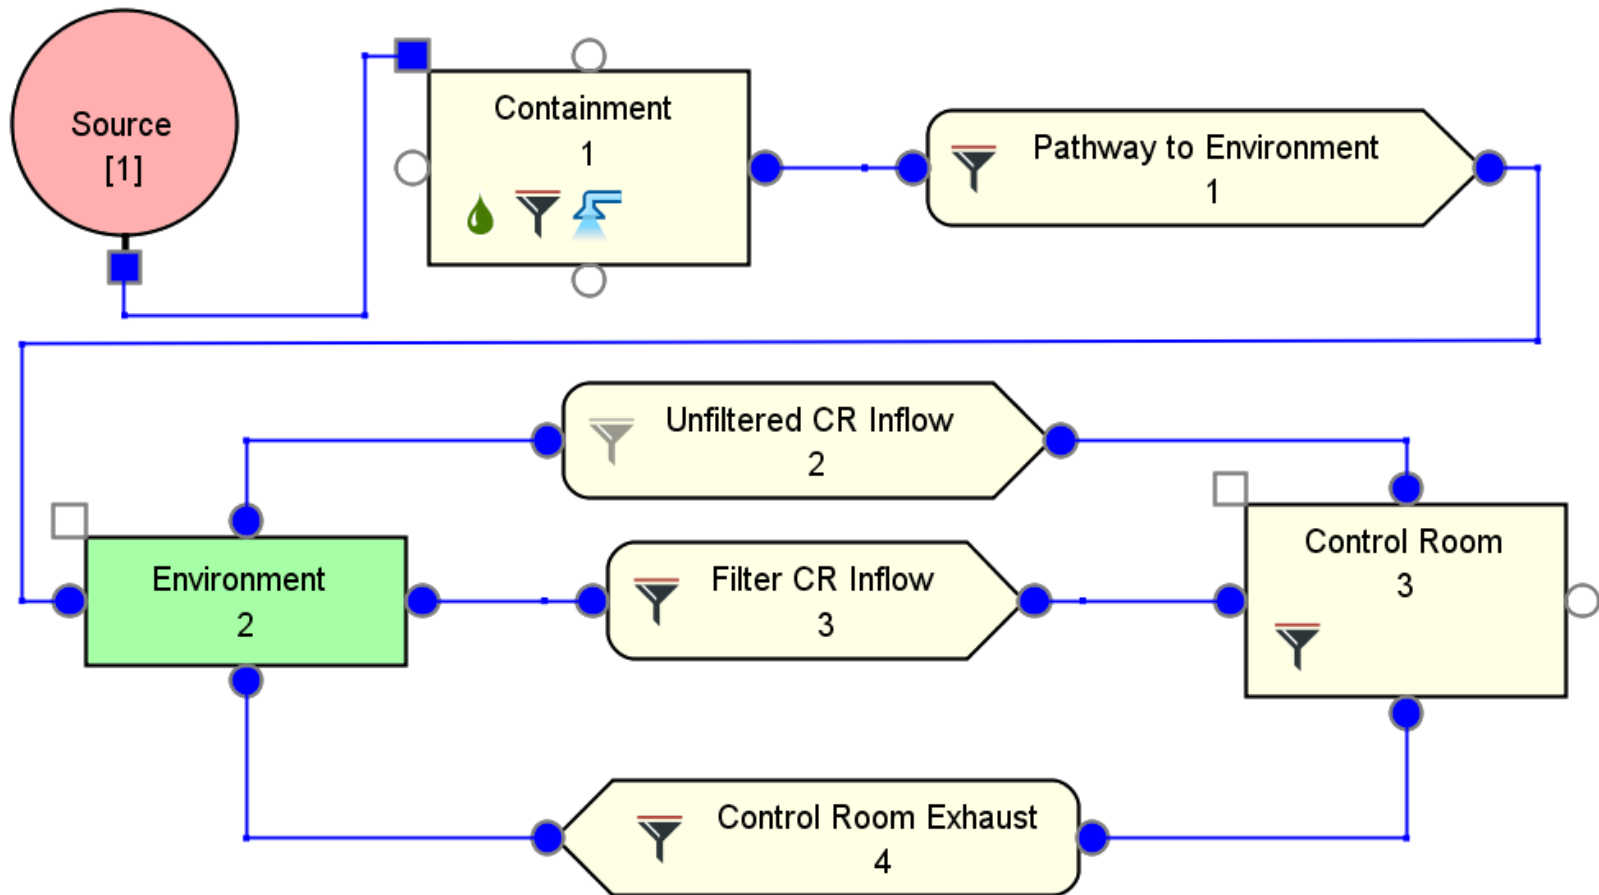 Source
[1]
Containment
1
Pathway to Environment
1
Unfiltered CR Inflow
2
Environment
2
Filter CR Inflow
3
Control Room
3
Control Room Exhaust
4